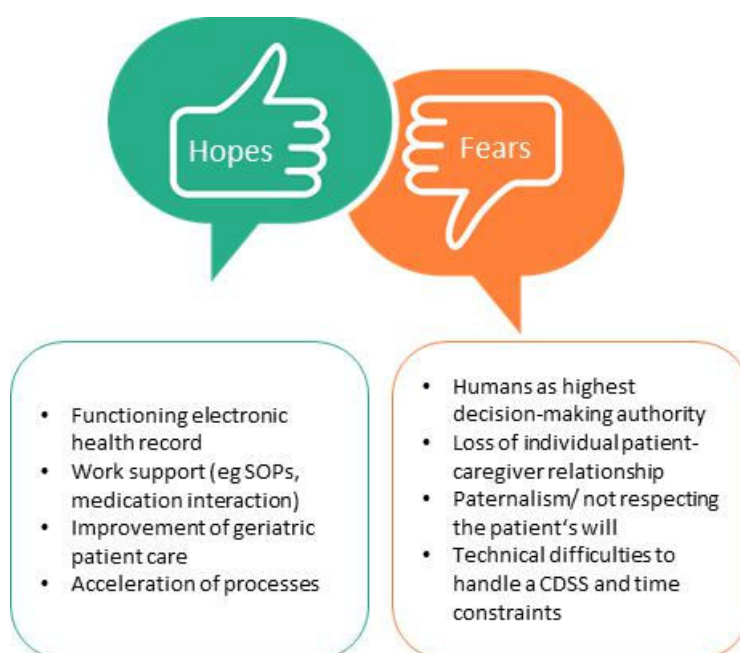 Hopes
Fears
• Functioning electronic
health record
• Work support (eg SOPs,
medication interaction)
• Improvement of geriatric
patient care
• Acceleration of processes
• Humans as highest
decision-making authority
• Loss of individual patient-
caregiver relationship
• Paternalism/ not respecting
the patient‘s will
• Technical difficulties to
handle a CDSS and time
constraints